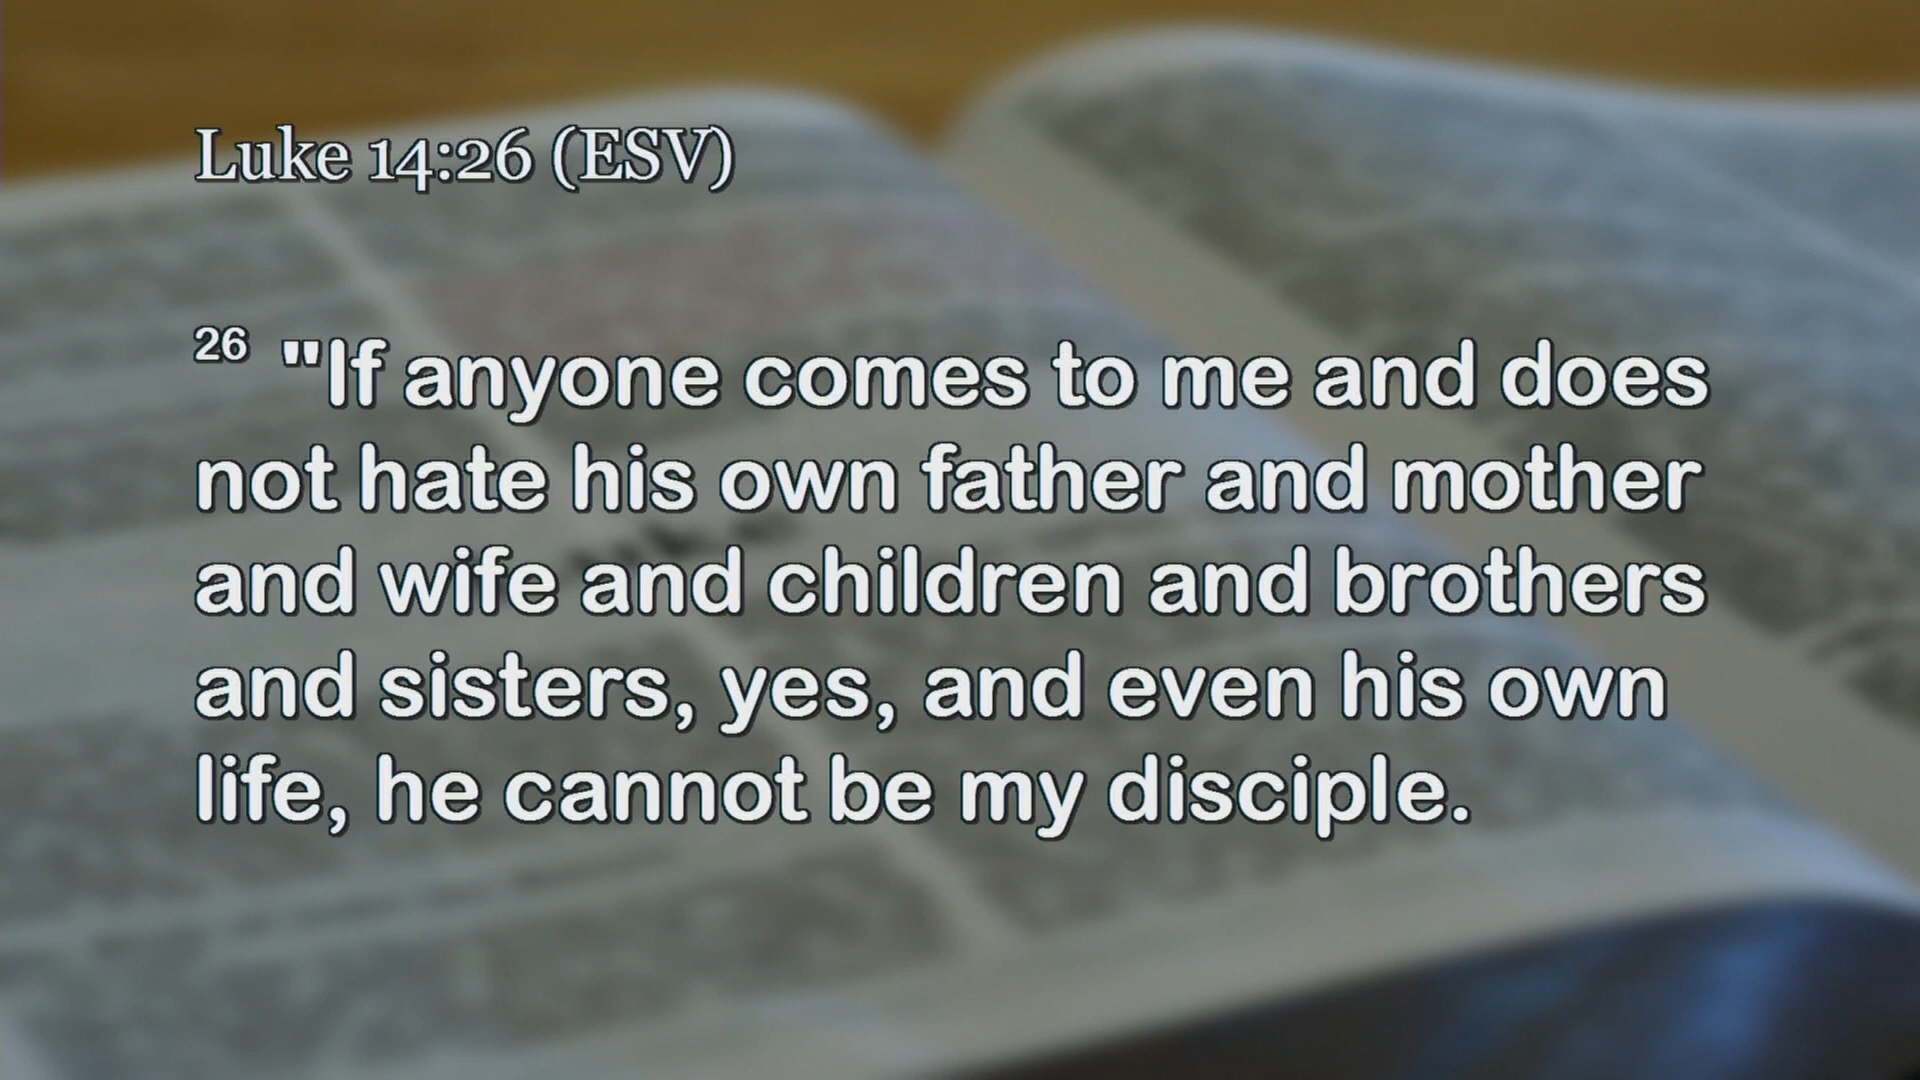 Luke 14:26 (ESV)
26 "If anyone comes to me and does
not hate his own father and mother
and wife and children and brothers
and sisters, yes, and even his own
life, he cannot be my disciple.